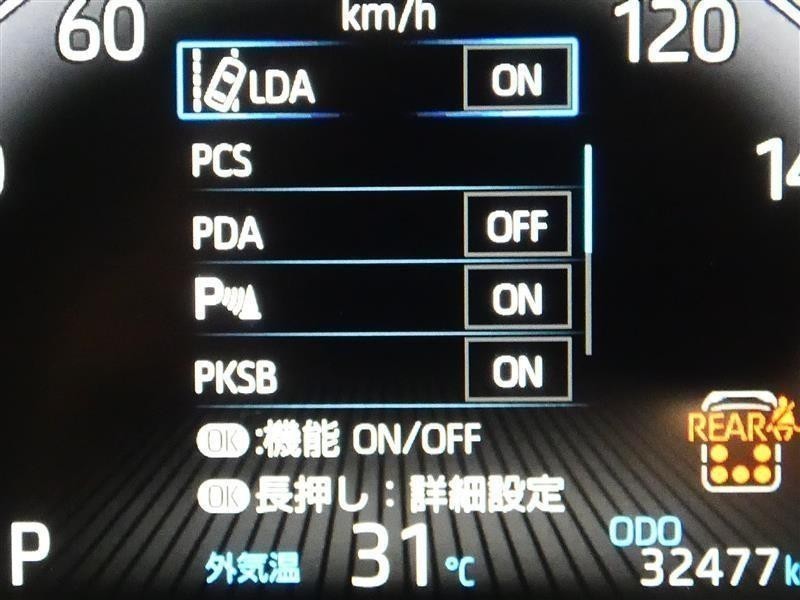 km/h
60
120
LDA ON
PCS
PDA OFF
P ON
PKSB ON
OK :機能 ON/OFF
OK 長押し：詳細設定
REAR
P
外気温 31 ℃
ODO
32477